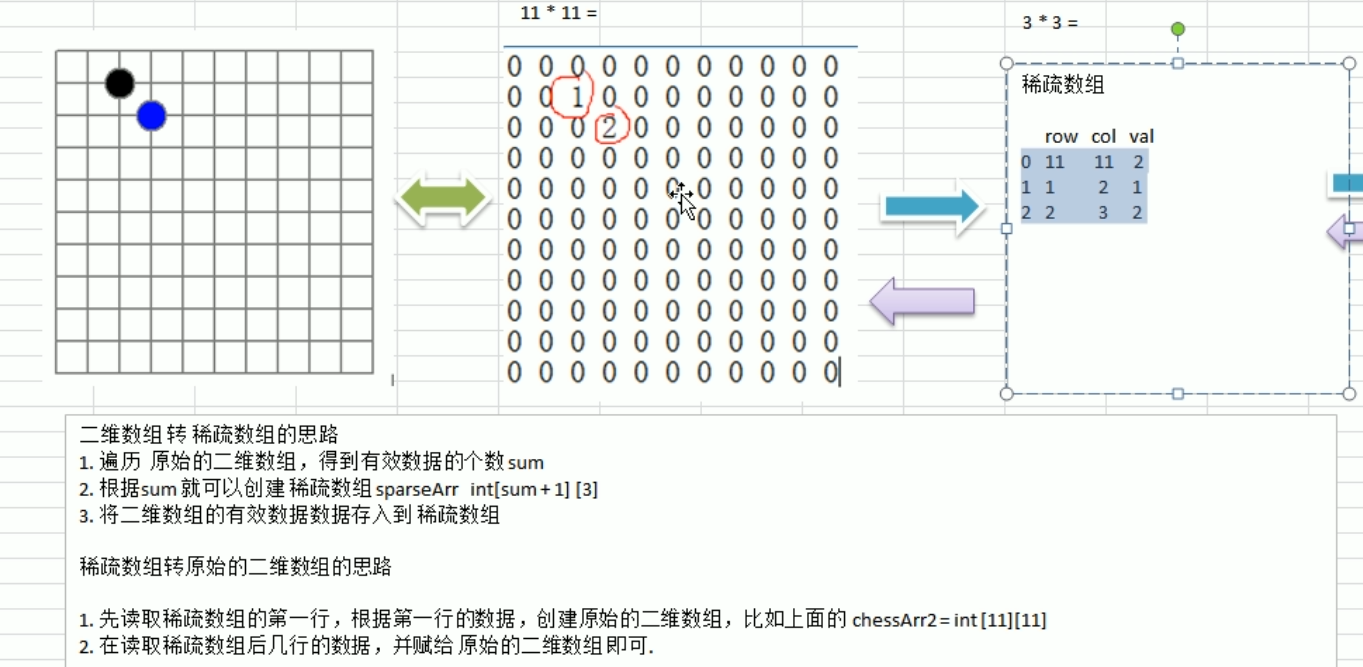 11 * 11 =
0 0 0 0 0 0 0 0 0 0 0
0 0 1 0 0 0 0 0 0 0 0
0 0 0 2 0 0 0 0 0 0 0
0 0 0 0 0 0 0 0 0 0 0
0 0 0 0 0 0 0 0 0 0 0
0 0 0 0 0 0 0 0 0 0 0
0 0 0 0 0 0 0 0 0 0 0
0 0 0 0 0 0 0 0 0 0 0
0 0 0 0 0 0 0 0 0 0 0
0 0 0 0 0 0 0 0 0 0 0
0 0 0 0 0 0 0 0 0 0 0
3 * 3 =
稀疏数组
row col val
0 11 11 2
1 1 2 1
2 2 3 2
二维数组 转 稀疏数组的思路
1. 遍历 原始的二维数组，得到有效数据的个数 sum
2. 根据sum 就可以创建 稀疏数组 sparseArr int[sum + 1] [3]
3. 将二维数组的有效数据数据存入到 稀疏数组
稀疏数组转原始的二维数组的思路
1. 先读取稀疏数组的第一行，根据第一行的数据，创建原始的二维数组，比如上面的 chessArr2 = int [11][11]
2. 在读取稀疏数组后几行的数据，并赋给 原始的二维数组 即可.